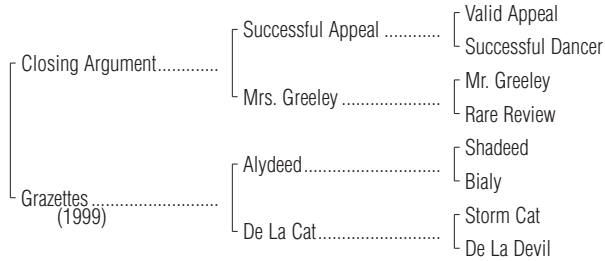 Valid Appeal
Successful Appeal ............
Successful Dancer
Closing Argument.............
Mr. Greeley
Mrs. Greeley .....................
Rare Review
Shadeed
Alydeed.............................
Bialy
Grazettes ...........................
(1999)
Storm Cat
De La Cat..........................
De La Devil